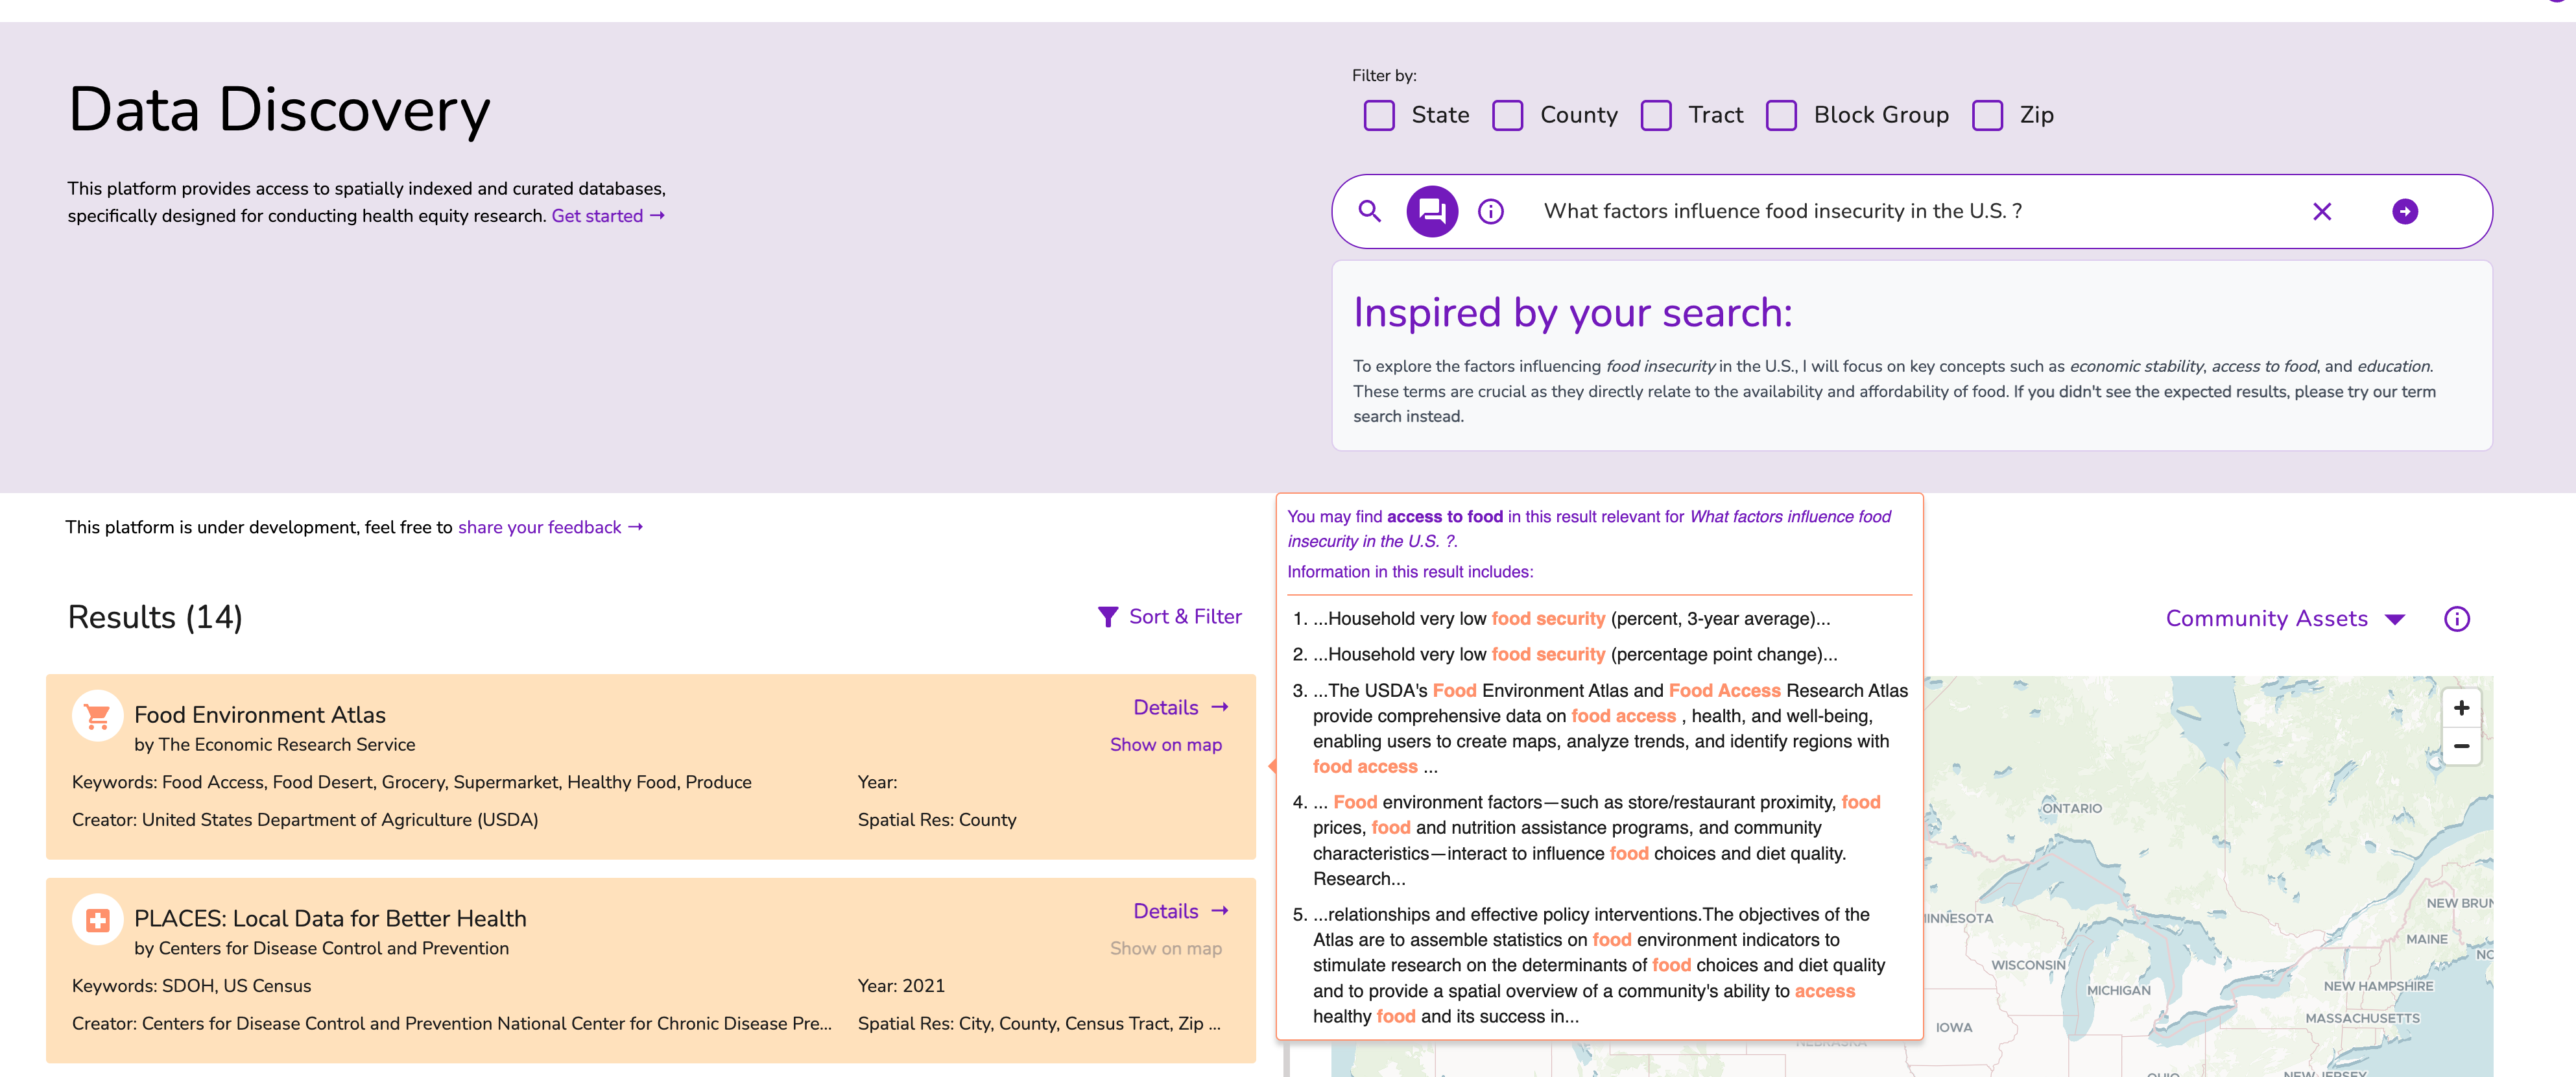 Data Discovery
This platform provides access to spatially indexed and curated databases,
specifically designed for conducting health equity research. Get started →
Filter by:
State County Tract Block Group Zip
What factors influence food insecurity in the U.S. ?
Inspired by your search:
To explore the factors influencing food insecurity in the U.S., I will focus on key concepts such as economic stability, access to food, and education.
These terms are crucial as they directly relate to the availability and affordability of food. If you didn't see the expected results, please try our term
search instead.
This platform is under development, feel free to share your feedback →
Results (14)
Sort & Filter
Food Environment Atlas
by The Economic Research Service
Details →
Show on map
Keywords: Food Access, Food Desert, Grocery, Supermarket, Healthy Food, Produce
Year:
Creator: United States Department of Agriculture (USDA)
Spatial Res: County
PLACES: Local Data for Better Health
by Centers for Disease Control and Prevention
Details →
Show on map
Keywords: SDOH, US Census
Year: 2021
Creator: Centers for Disease Control and Prevention National Center for Chronic Disease Pre...
Spatial Res: City, County, Census Tract, Zip ...
You may find access to food in this result relevant for What factors influence food
insecurity in the U.S. ?.
Information in this result includes:
1. ...Household very low food security (percent, 3-year average)...
2. ...Household very low food security (percentage point change)...
3. ...The USDA's Food Environment Atlas and Food Access Research Atlas
provide comprehensive data on food access , health, and well-being,
enabling users to create maps, analyze trends, and identify regions with
food access ...
4. ... Food environment factors—such as store/restaurant proximity, food
prices, food and nutrition assistance programs, and community
characteristics—interact to influence food choices and diet quality.
Research...
5. ...relationships and effective policy interventions.The objectives of the
Atlas are to assemble statistics on food environment indicators to
stimulate research on the determinants of food choices and diet quality
and to provide a spatial overview of a community's ability to access
healthy food and its success in...
Community Assets
+
−
ONTARIO
INNESOTA
NEW BRUN
MAINE
NO
WISCONSIN
MICHIGAN
NEW HAMPSHIRE
MASSACHUSETTS
IOWA
NEBRASKA
OHIO
NEW JERSEY